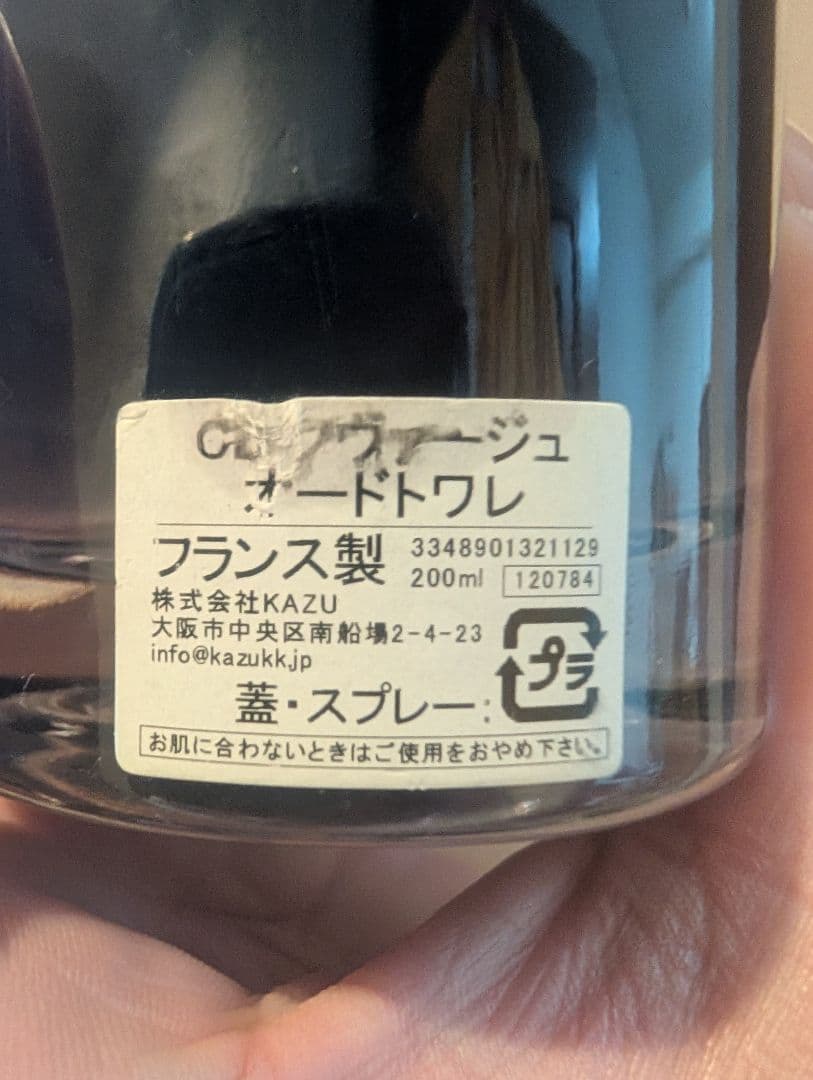 ヴァージュ
オードトワレ
フランス製
3348901321129
200ml 120784
株式会社KAZU
大阪市中央区南船場2-4-23
info@kazukk.jp
蓋・スプレー:
プラ
お肌に合わないときはご使用をおやめ下さい。